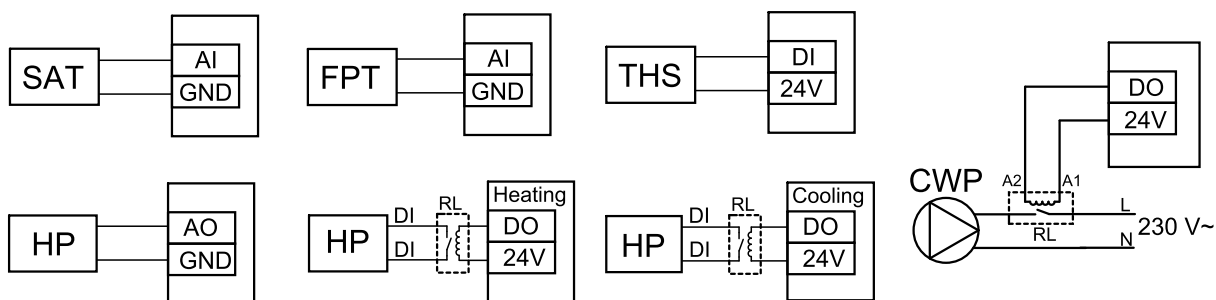 SAT
AI
GND
FPT
AI
GND
THS
DI
24V
DO
24V
CWP
A2
A1
RL
L
N
230 V~
HP
AO
GND
HP
DI
DI
RL
Heating
DO
24V
HP
DI
DI
RL
Cooling
DO
24V